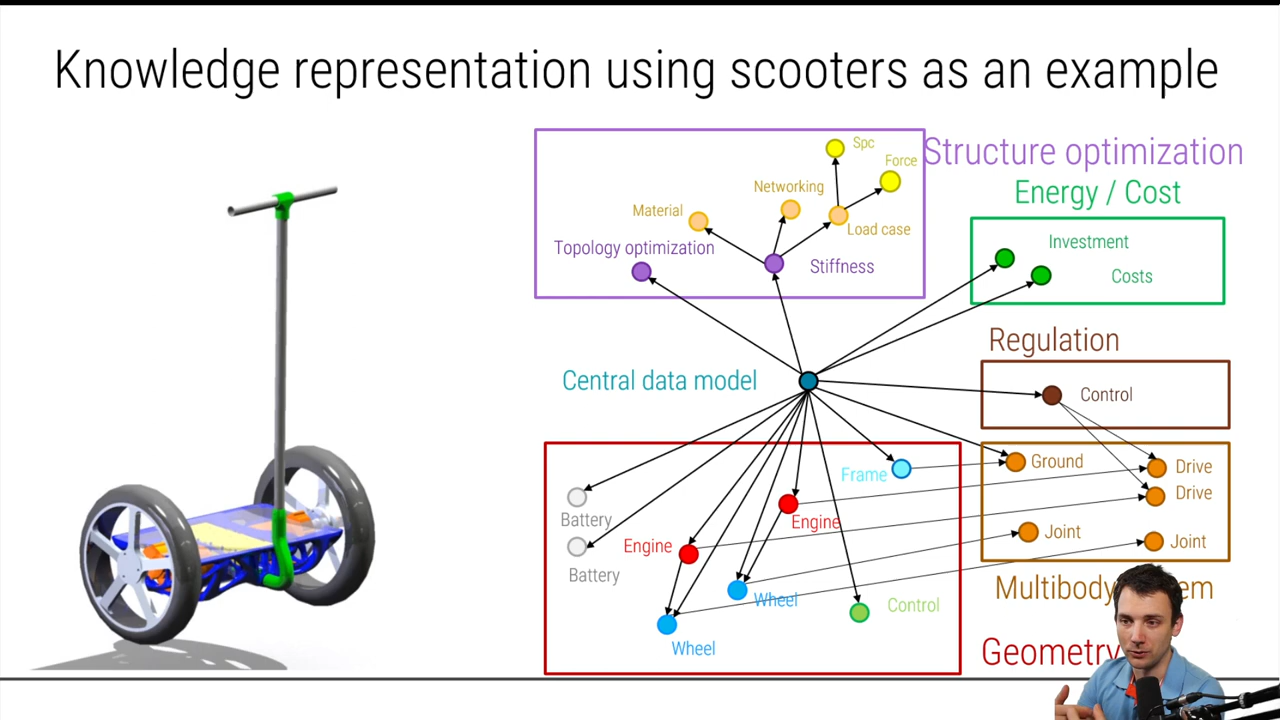 Knowledge representation using scooters as an example
Structure optimization
Spc
Force
Networking
Material
Load case
Topology optimization
Stiffness
Energy / Cost
Investment
Costs
Regulation
Central data model
Control
Frame
Ground
Drive
Drive
Battery
Engine
Engine
Joint
Joint
Battery
Wheel
Control
Wheel
Geometry